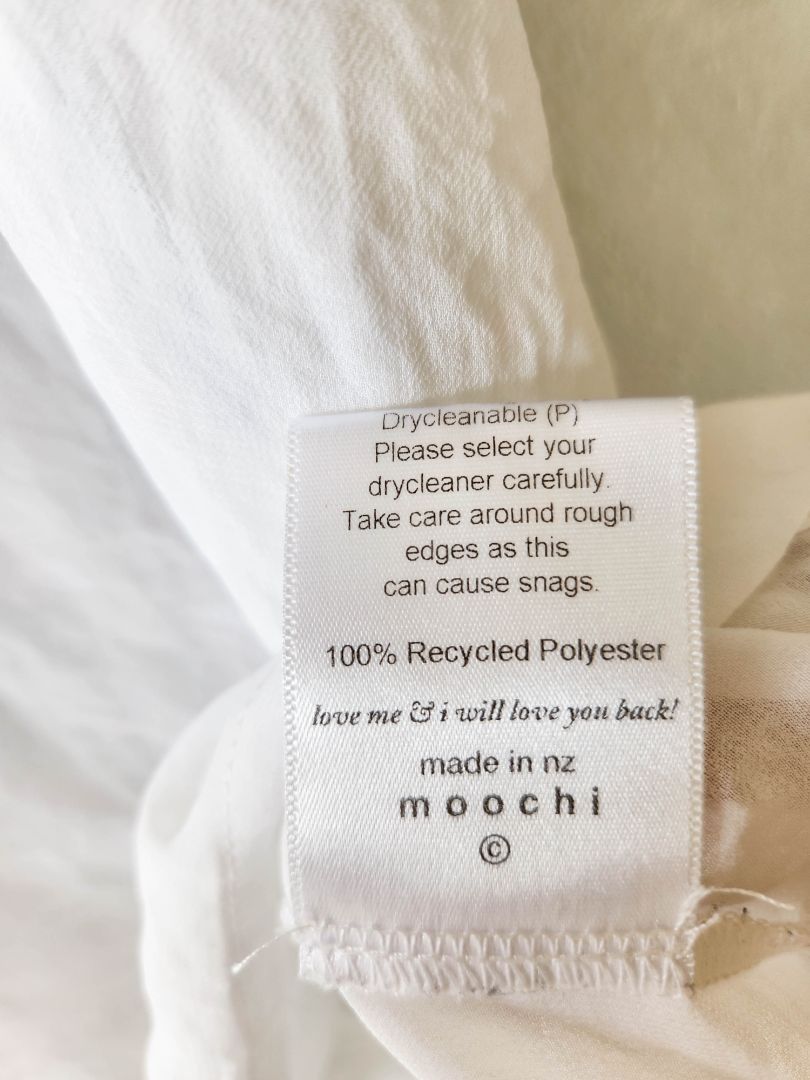 Drycleanable (P)
Please select your
drycleaner carefully.
Take care around rough
edges as this
can cause snags.
100% Recycled Polyester
love me & i will love you back!
made in nz
moochi
©